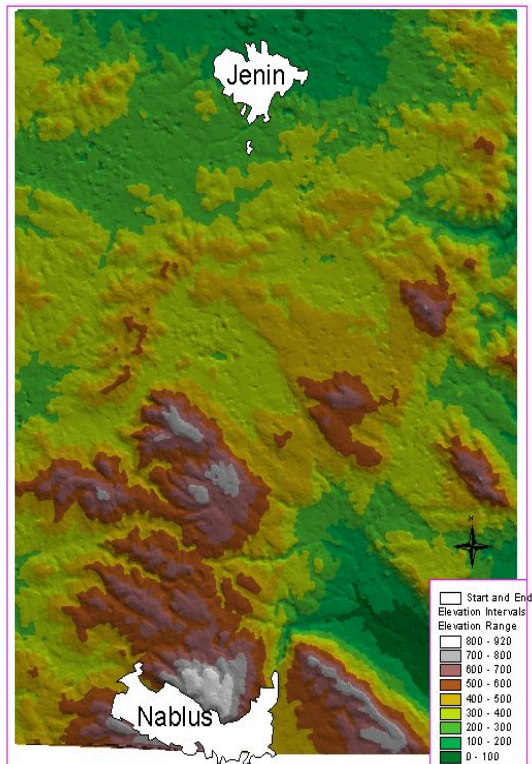 Jenin
N
Start and End
Elevation Intervals
Elevation Range
800 - 920
700 - 800
600 - 700
500 - 600
400 - 500
300 - 400
200 - 300
100 - 200
0 - 100
Nablus